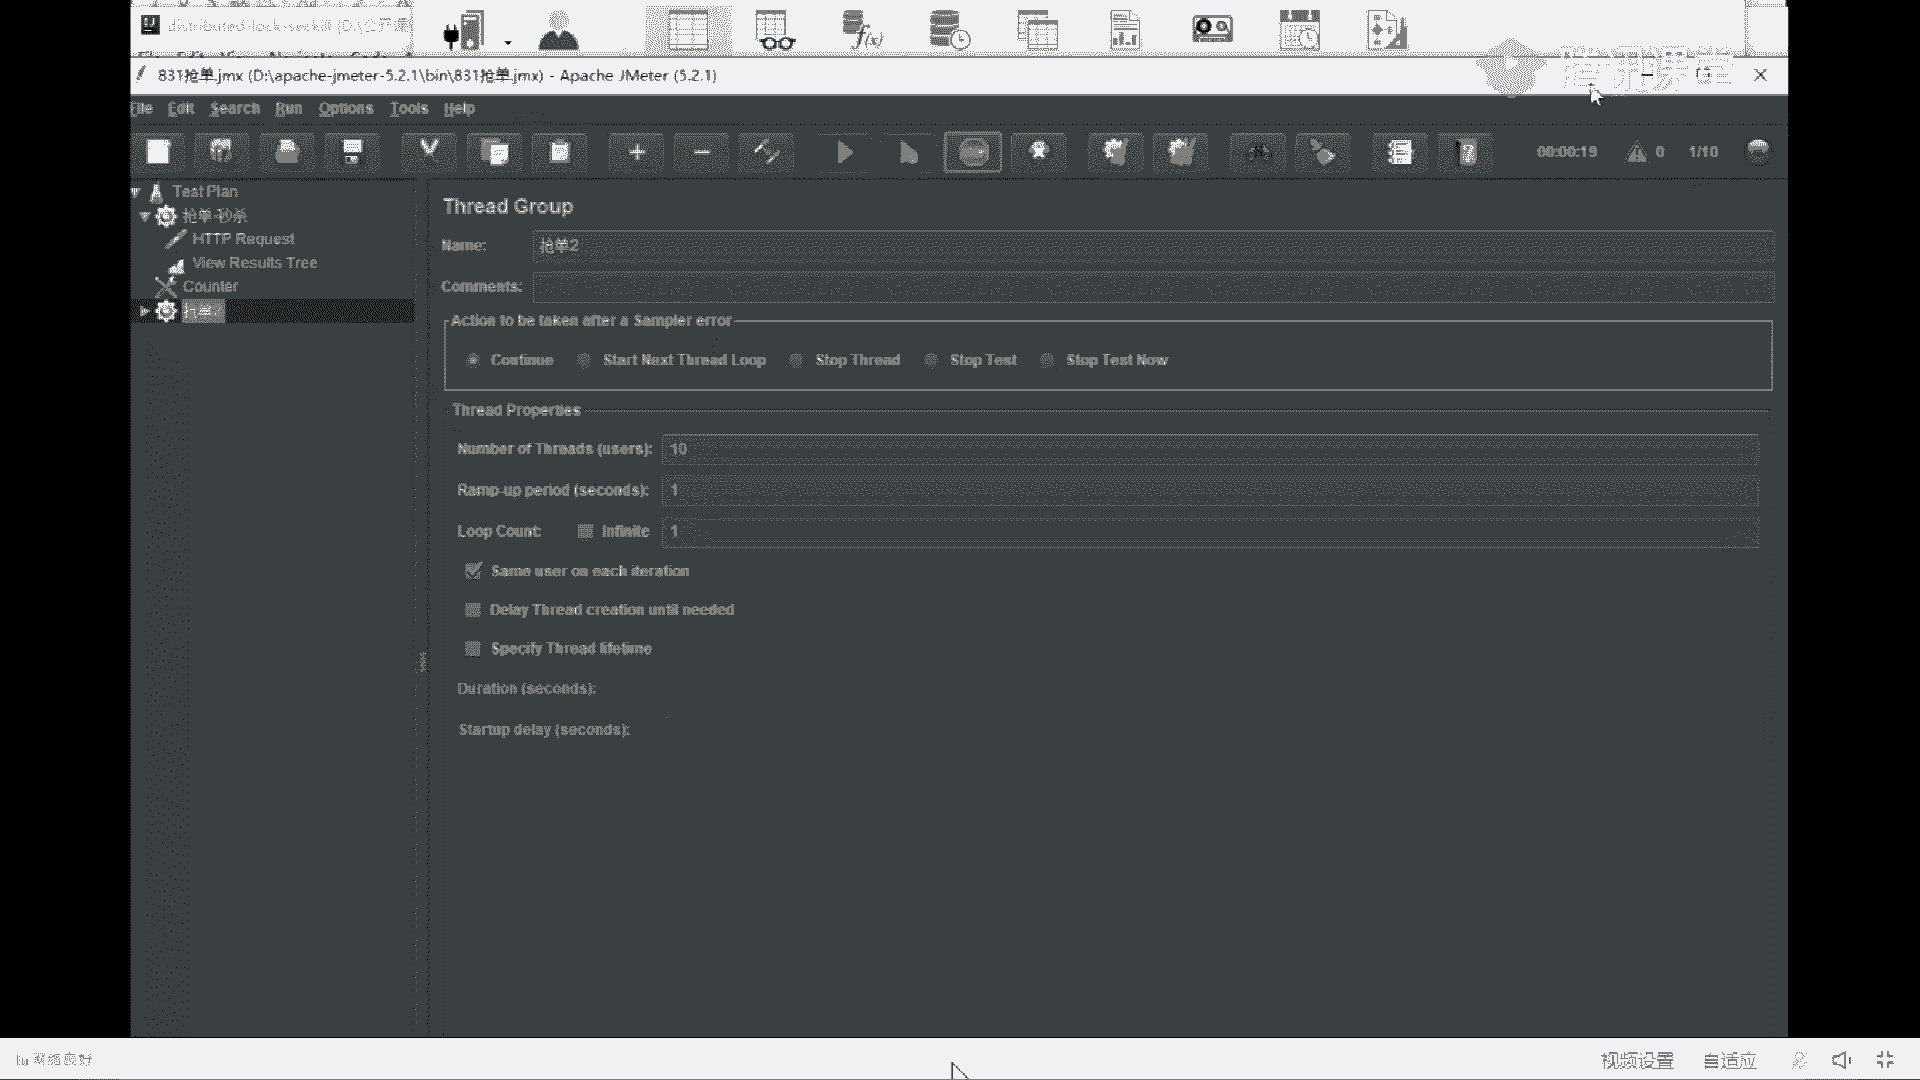 distributed-lock-seckill (D:\
831抢单.jmx (D:\apache-jmeter-5.2.1\bin\831抢单.jmx) - Apache JMeter (5.2.1)
File Edit Search Run Options Tools Help
00:00:19 0 1/10
Test Plan
抢单-秒杀
HTTP Request
View Results Tree
Counter
抢单2
Thread Group
Name: 抢单2
Comments:
Action to be taken after a Sampler error
Continue Start Next Thread Loop Stop Thread Stop Test Stop Test Now
Thread Properties
Number of Threads (users): 10
Ramp-up period (seconds): 1
Loop Count: Infinite 1
Same user on each iteration
Delay Thread creation until needed
Specify Thread lifetime
Duration (seconds):
Startup delay (seconds):
网络良好 视频设置 自适应